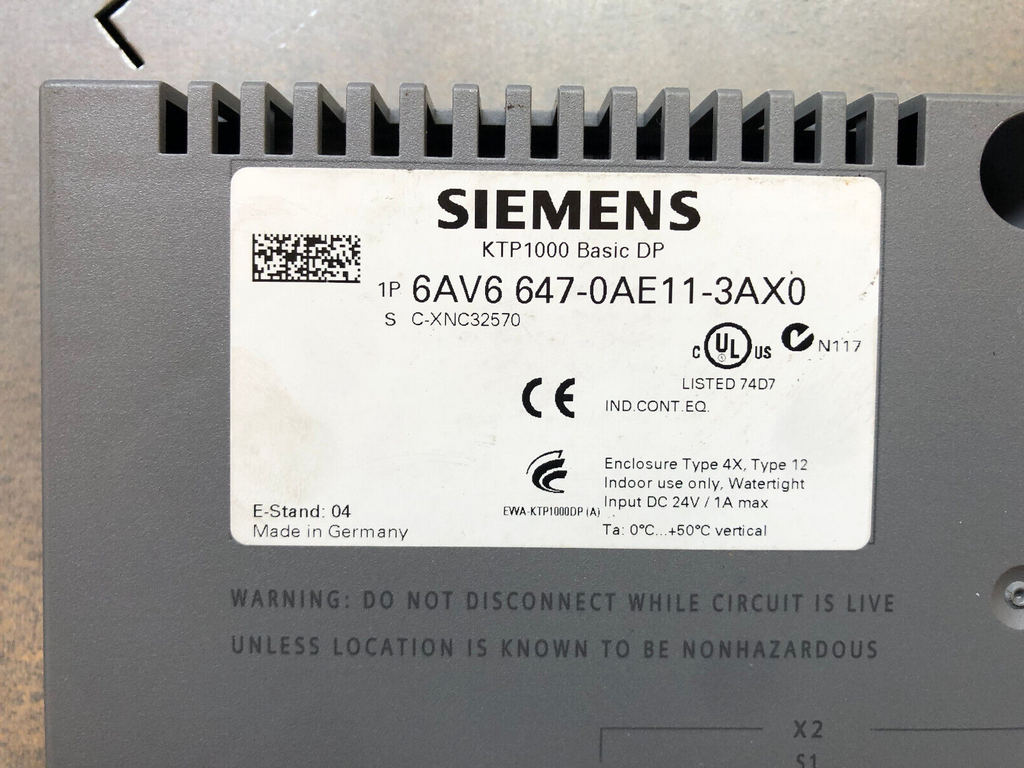 SIEMENS
KTP1000 Basic DP
1P 6AV6 647-0AE11-3AX0
S C-XNC32570
C UL US N117
LISTED 74D7
CE IND.CONT.EQ.
Enclosure Type 4X, Type 12
Indoor use only, Watertight
Input DC 24V / 1A max
EWA-KTP1000DP (A)
Ta: 0°C...+50°C vertical
E-Stand: 04
Made in Germany
WARNING: DO NOT DISCONNECT WHILE CIRCUIT IS LIVE
UNLESS LOCATION IS KNOWN TO BE NONHAZARDOUS
X2
S1